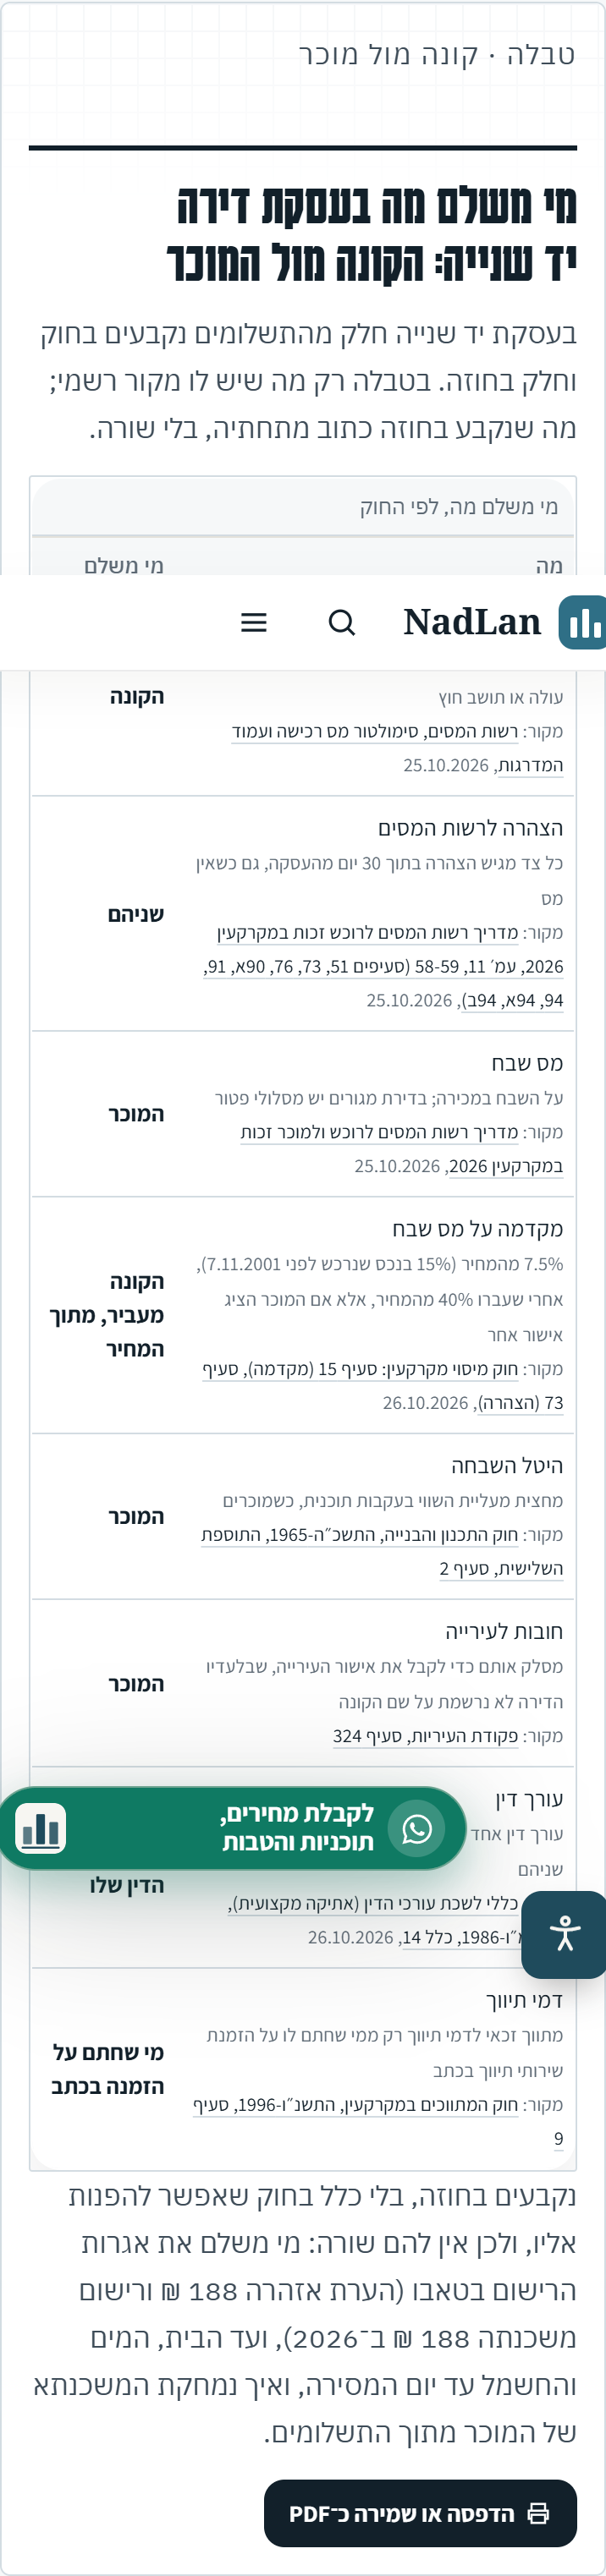 טבלה · קונה מול מוכר
מי משלם מה בעסקת דירה
יד שנייה: הקונה מול המוכר
בעסקת יד שנייה חלק מהתשלומים נקבעים בחוק
וחלק בחוזה. בטבלה רק מה שיש לו מקור רשמי;
מה שנקבע בחוזה כתוב מתחתיה, בלי שורה.
מי משלם מה, לפי החוק
מה
מי משלם
NadLan
עולה או תושב חוץ
הקונה
מקור: רשות המסים, סימולטור מס רכישה ועמוד
המדרגות, 25.10.2026
הצהרה לרשות המסים
כל צד מגיש הצהרה בתוך 30 יום מהעסקה, גם כשאין
מס
שניהם
מקור: מדריך רשות המסים לרוכש זכות במקרקעין
2026, עמ׳ 11, 58-59 (סעיפים 51, 73, 76, 90א, 91,
94, 94א, 94ב), 25.10.2026
מס שבח
על השבח במכירה; בדירת מגורים יש מסלולי פטור
המוכר
מקור: מדריך רשות המסים לרוכש ולמוכר זכות
במקרקעין 2026, 25.10.2026
מקדמה על מס שבח
7.5% מהמחיר (15% בנכס שנרכש לפני 7.11.2001),
אחרי שעברו 40% מהמחיר, אלא אם המוכר הציג
אישור אחר
הקונה
מעביר, מתוך
המחיר
מקור: חוק מיסוי מקרקעין: סעיף 15 (מקדמה), סעיף
73 (הצהרה), 26.10.2026
היטל השבחה
מחצית מעליית השווי בעקבות תוכנית, כשמוכרים
המוכר
מקור: חוק התכנון והבנייה, התשכ״ה-1965, התוספת
השלישית, סעיף 2
חובות לעירייה
מסלק אותם כדי לקבל את אישור העירייה, שבלעדיו
הדירה לא נרשמת על שם הקונה
המוכר
מקור: פקודת העיריות, סעיף 324
עורך דין
עורך דין אחד
שניהם
לקבלת מחירים,
תוכניות והטבות
הדין שלו
כללי לשכת עורכי הדין (אתיקה מקצועית),
1986, כלל 14, 26.10.2026
דמי תיווך
מתווך זכאי לדמי תיווך רק ממי שחתם לו על הזמנת
שירותי תיווך בכתב
מי שחתם על
הזמנה בכתב
מקור: חוק המתווכים במקרקעין, התשנ״ו-1996, סעיף
9
נקבעים בחוזה, בלי כלל בחוק שאפשר להפנות
אליו, ולכן אין להם שורה: מי משלם את אגרות
הרישום בטאבו (הערת אזהרה 188 ₪ ורישום
משכנתה 188 ₪ ב־2026), ועד הבית, המים
והחשמל עד יום המסירה, ואיך נמחקת המשכנתא
של המוכר מתוך התשלומים.
הדפסה או שמירה כ־PDF